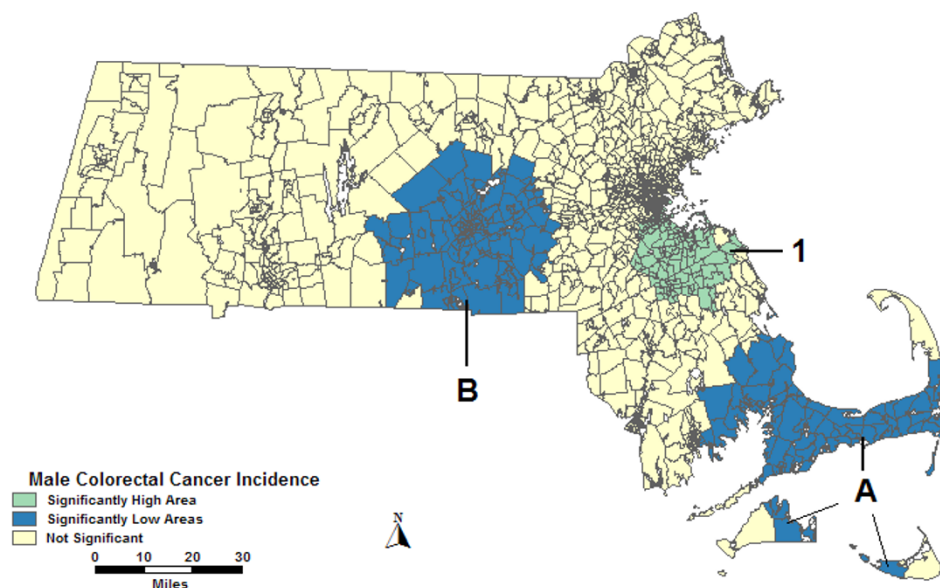 1
B
A
Male Colorectal Cancer Incidence
Significantly High Area
Significantly Low Areas
Not Significant
0 10 20 30
Miles
N